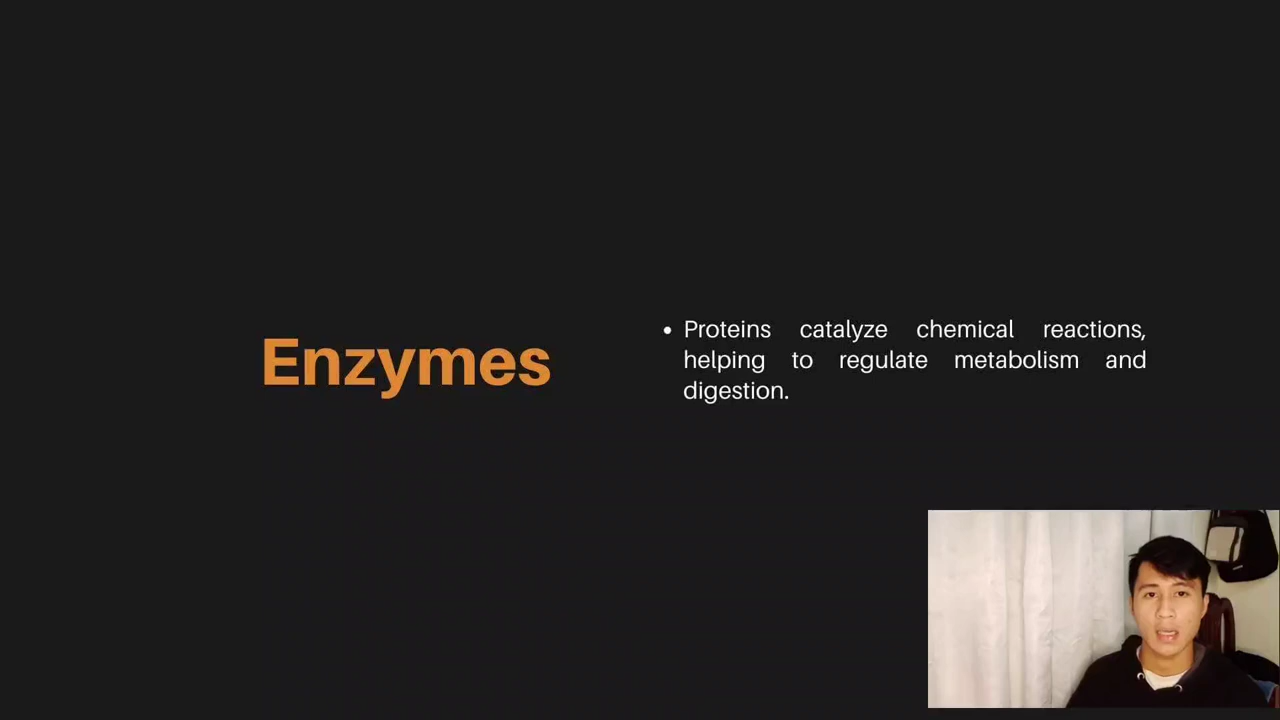 Enzymes
• Proteins catalyze chemical reactions,
helping to regulate metabolism and
digestion.